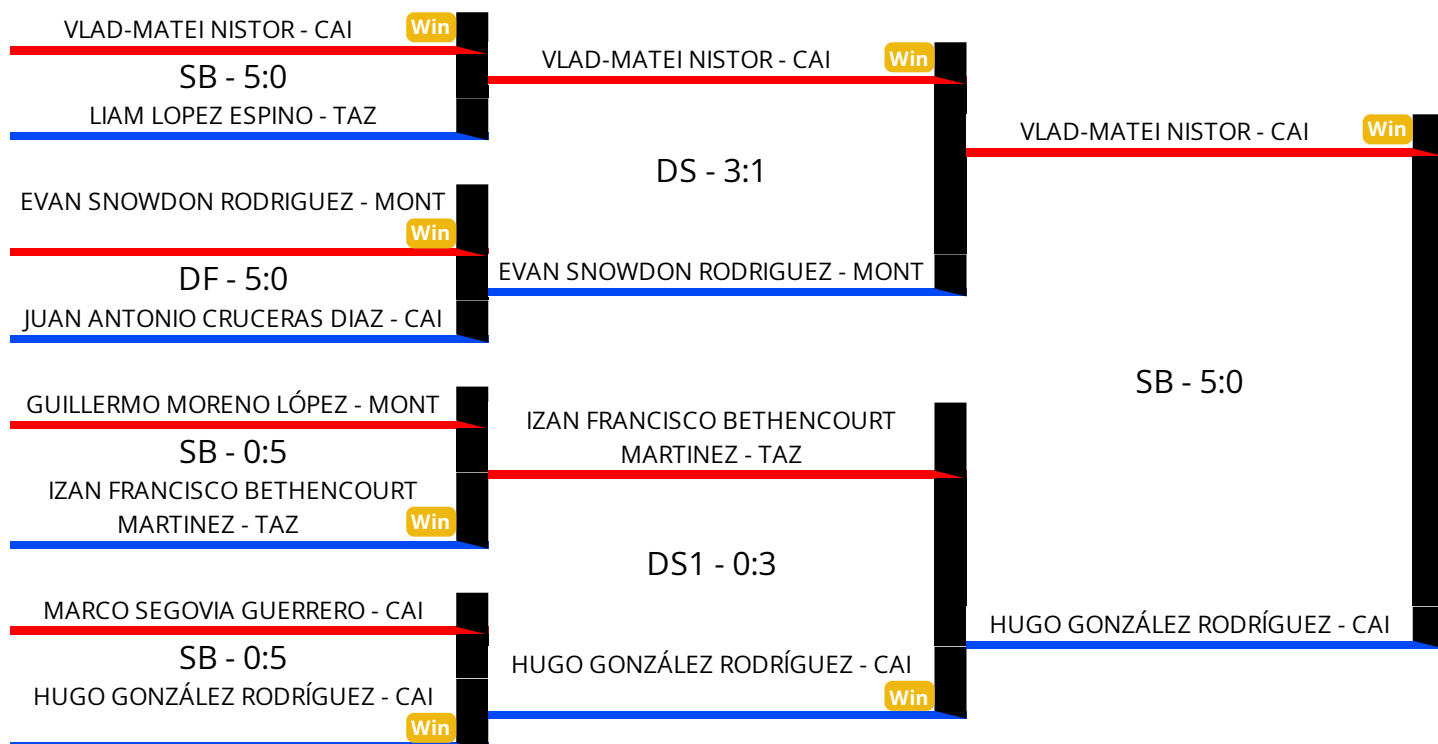 VLAD-MATEI NISTOR - CAI
Win
SB - 5:0
LIAM LOPEZ ESPINO - TAZ
EVAN SNOWDON RODRIGUEZ - MONT
Win
DF - 5:0
JUAN ANTONIO CRUCERAS DIAZ - CAI
GUILLERMO MORENO LÓPEZ - MONT
SB - 0:5
IZAN FRANCISCO BETHENCOURT
MARTINEZ - TAZ
Win
MARCO SEGOVIA GUERRERO - CAI
SB - 0:5
HUGO GONZÁLEZ RODRÍGUEZ - CAI
Win
VLAD-MATEI NISTOR - CAI
Win
DS - 3:1
EVAN SNOWDON RODRIGUEZ - MONT
IZAN FRANCISCO BETHENCOURT
MARTINEZ - TAZ
DS1 - 0:3
HUGO GONZÁLEZ RODRÍGUEZ - CAI
Win
VLAD-MATEI NISTOR - CAI
Win
SB - 5:0
HUGO GONZÁLEZ RODRÍGUEZ - CAI